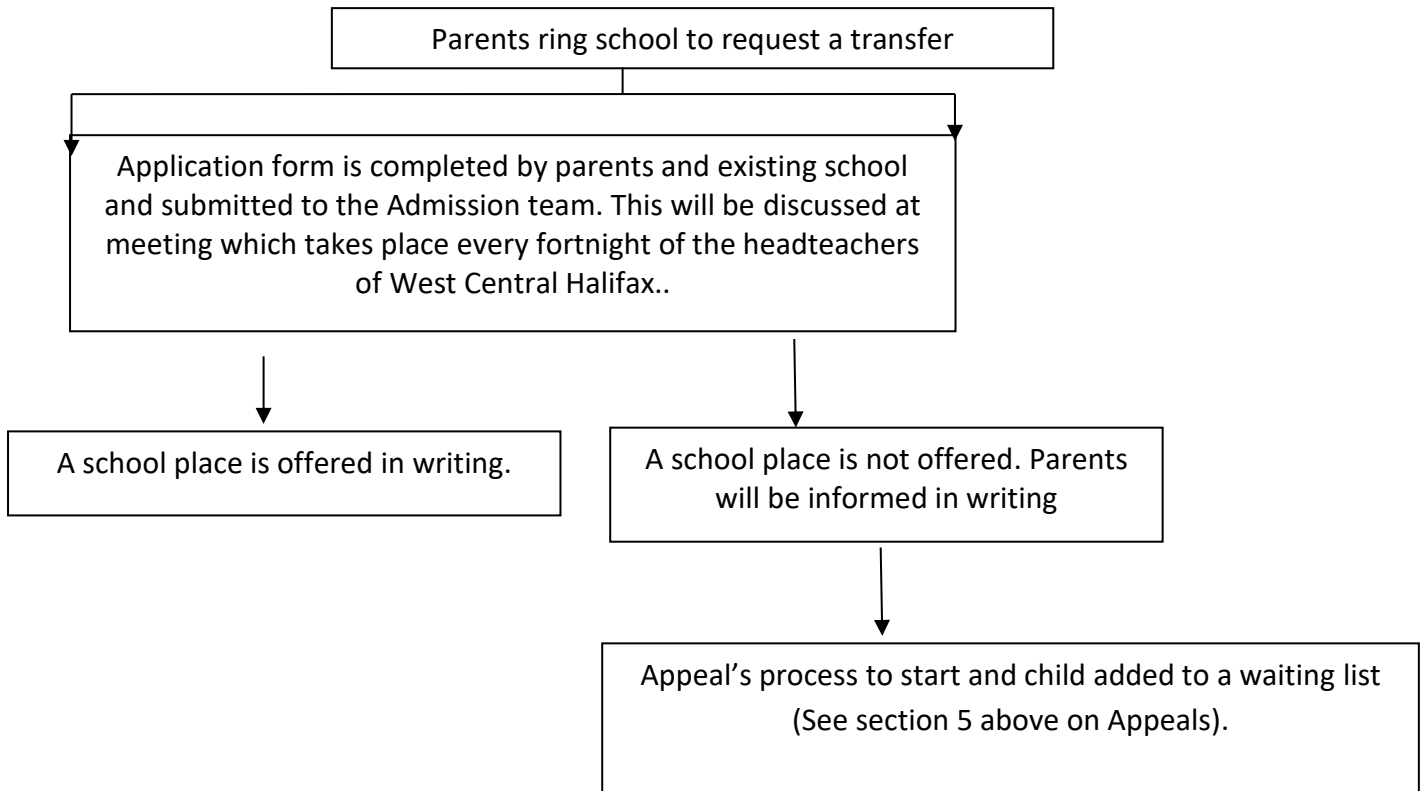 Parents ring school to request a transfer
Application form is completed by parents and existing school
and submitted to the Admission team. This will be discussed at
meeting which takes place every fortnight of the headteachers
of West Central Halifax..
A school place is offered in writing.
A school place is not offered. Parents
will be informed in writing
Appeal’s process to start and child added to a waiting list
(See section 5 above on Appeals).